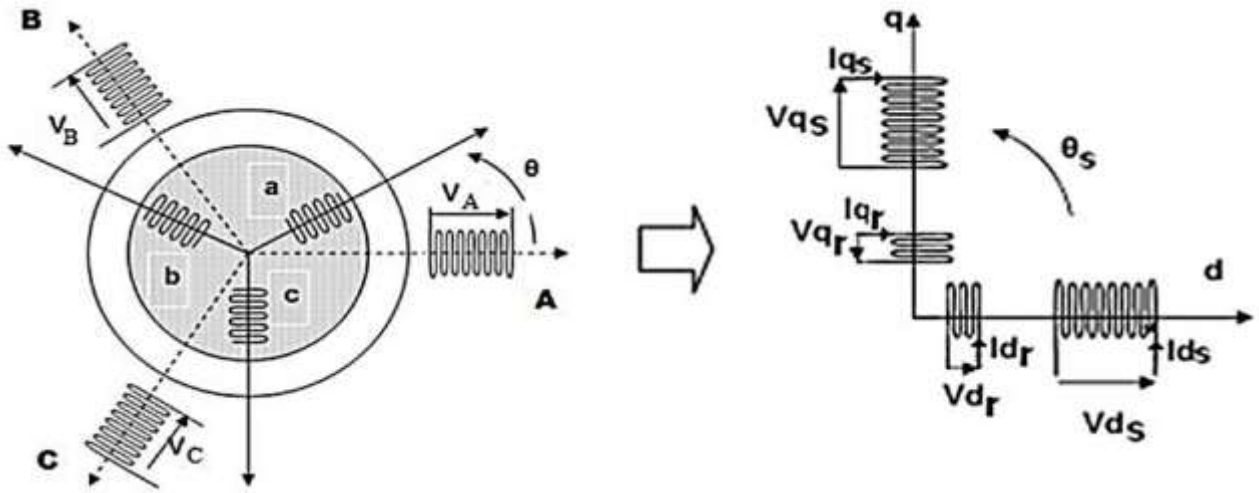 B
V_B
a
θ
V_A
b
c
A
V_C
C
q
Iqs
Vqs
θs
Iqr
Vqr
d
Idr
Ids
Vdr
Vds